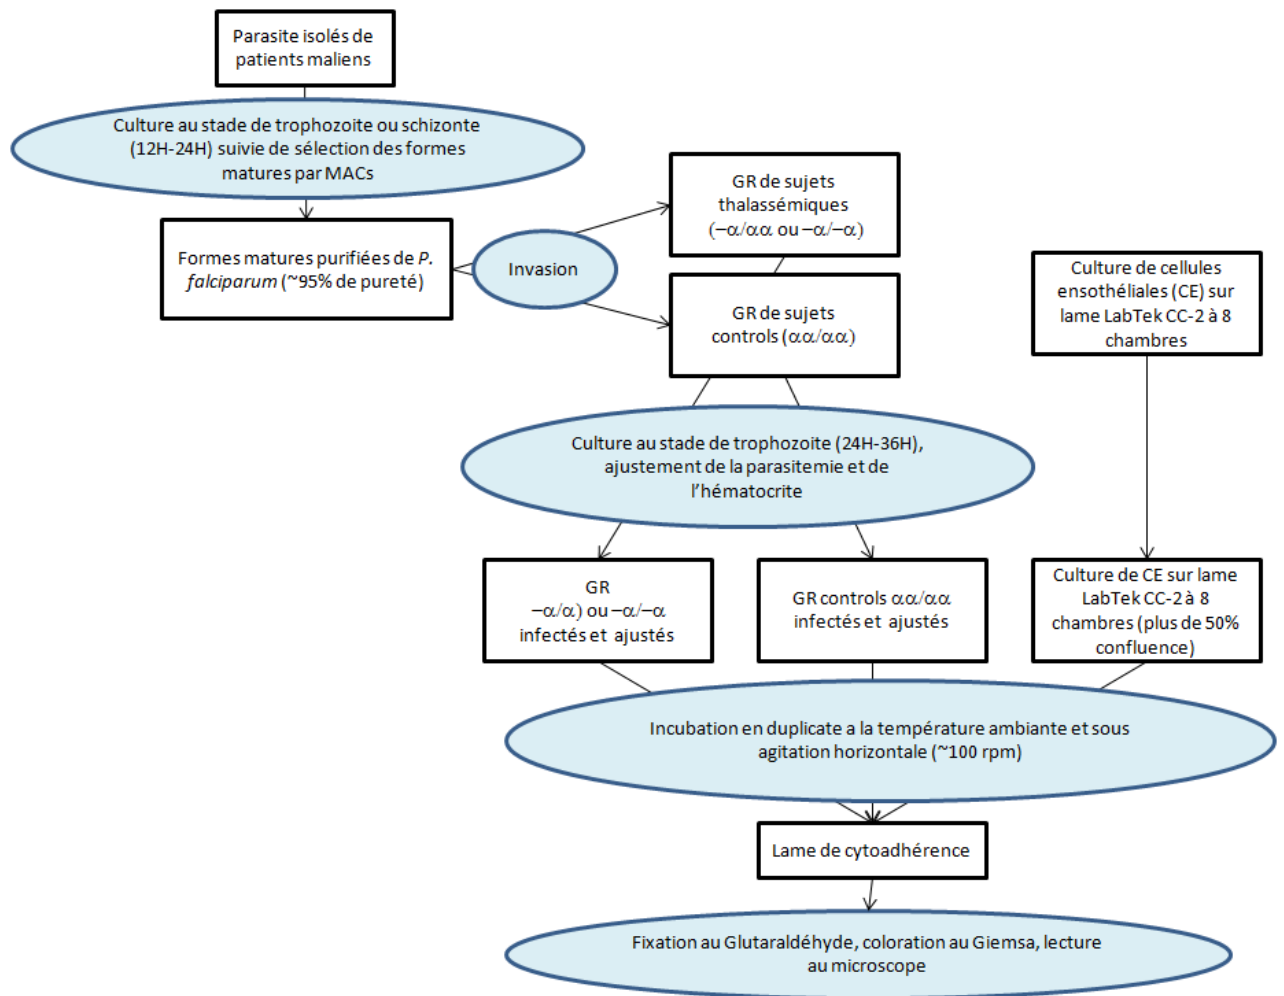 Parasite isolés de
patients maliens
Culture au stade de trophozoite ou schizonte
(12H-24H) suivie de sélection des formes
matures par MACs
Formes matures purifiées de P.
falciparum (~95% de pureté)
Invasion
GR de sujets
thalassémiques
(−α/αα ou −α/−α)
GR de sujets
controls (αα/αα)
Culture de cellules
ensothéliales (CE) sur
lame LabTek CC-2 à 8
chambres
Culture au stade de trophozoite (24H-36H),
ajustement de la parasitemie et de
l’hématocrite
GR
−α/α) ou −α/−α
infectés et ajustés
GR controls αα/αα
infectés et ajustés
Culture de CE sur lame
LabTek CC-2 à 8
chambres (plus de 50%
confluence)
Incubation en duplicate a la température ambiante et sous
agitation horizontale (~100 rpm)
Lame de cytoadhérence
Fixation au Glutaraldéhyde, coloration au Giemsa, lecture
au microscope